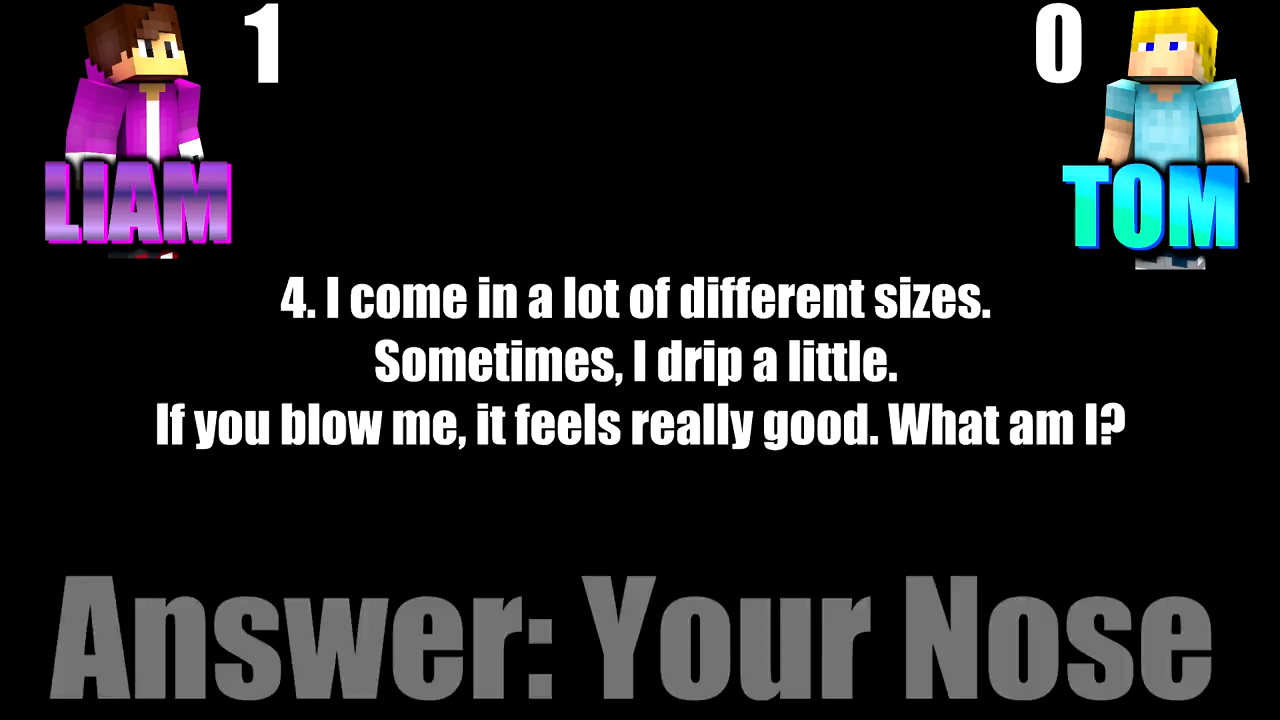 1
0
LIAM
TOM
4. I come in a lot of different sizes.
Sometimes, I drip a little.
If you blow me, it feels really good. What am I?
Answer: Your Nose